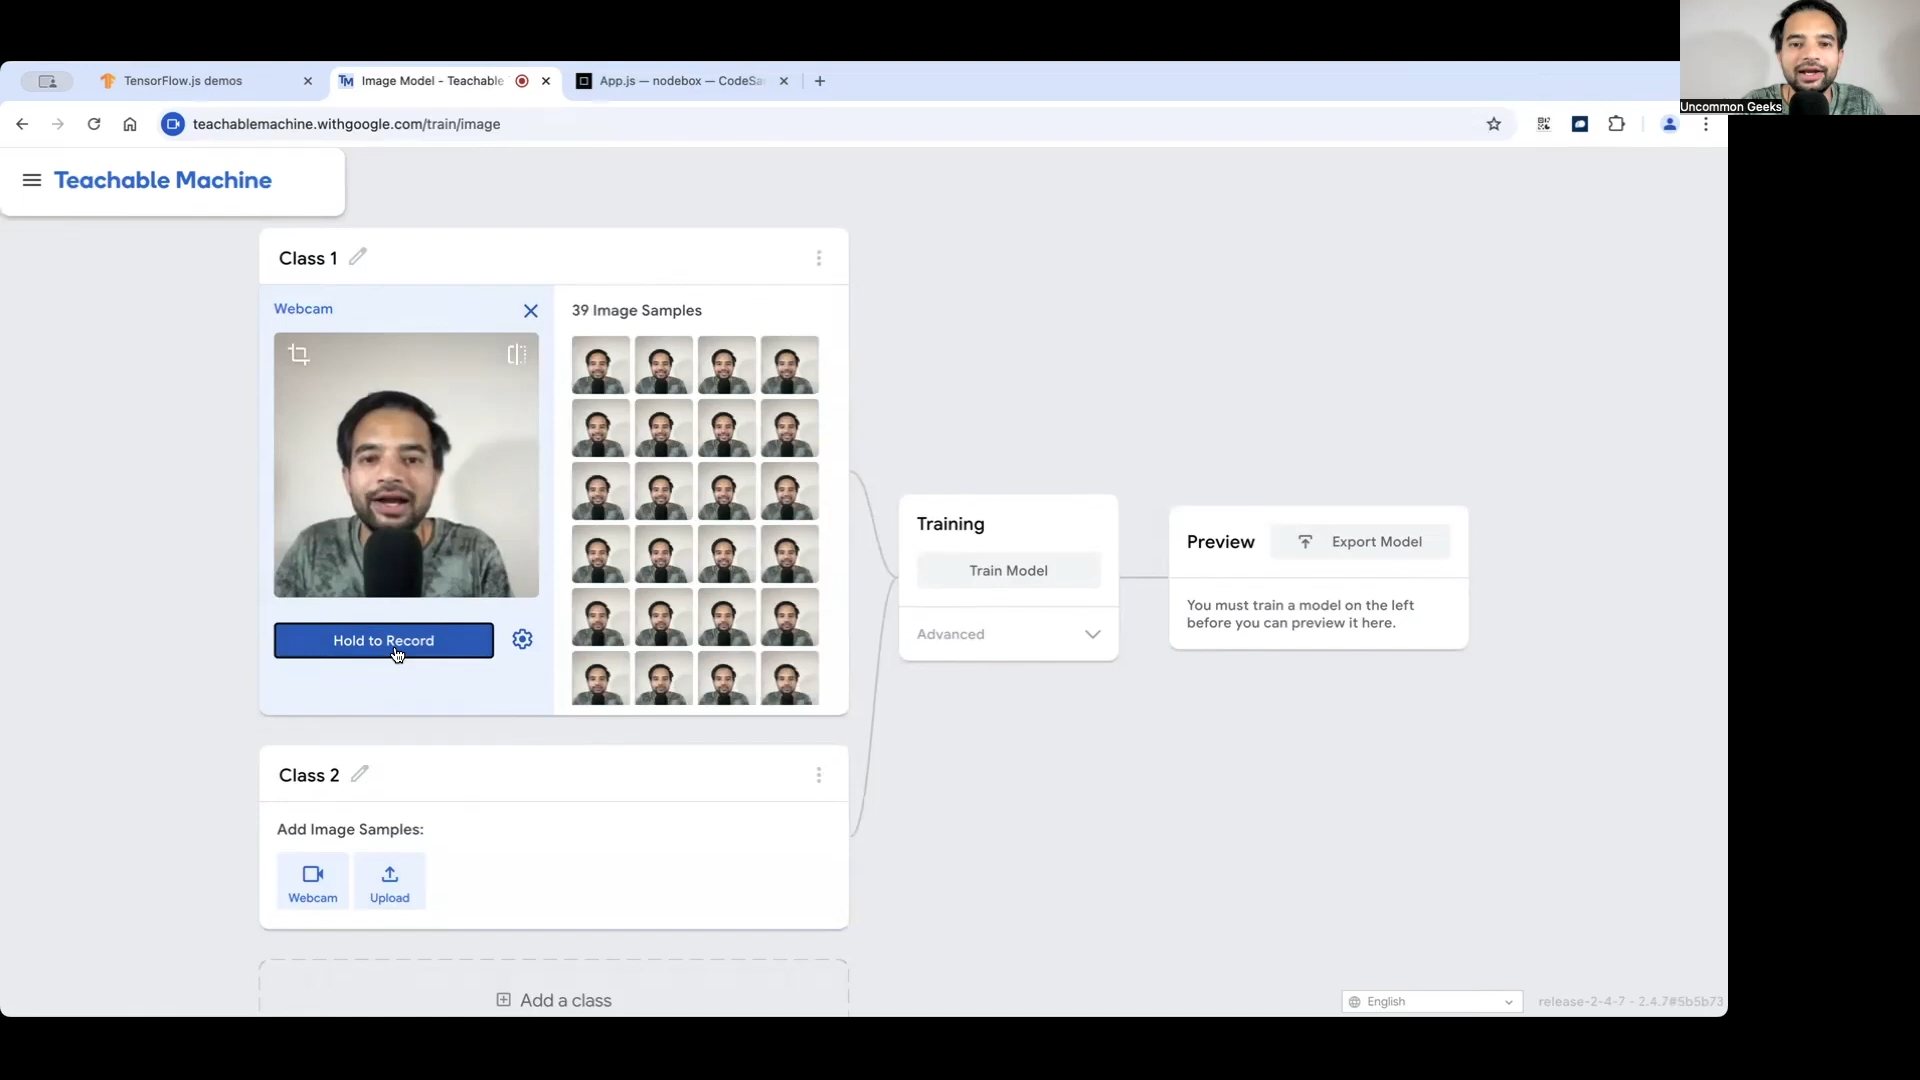 TensorFlow.js demos
Image Model - Teachable
App.js — nodebox — CodeSa
teachablemachine.withgoogle.com/train/image
Uncommon Geeks
Teachable Machine
Class 1
Webcam
39 Image Samples
Hold to Record
Training
Train Model
Advanced
Preview
Export Model
You must train a model on the left
before you can preview it here.
Class 2
Add Image Samples:
Webcam
Upload
Add a class
English
release-2-4-7 - 2.4.7#5b5b73